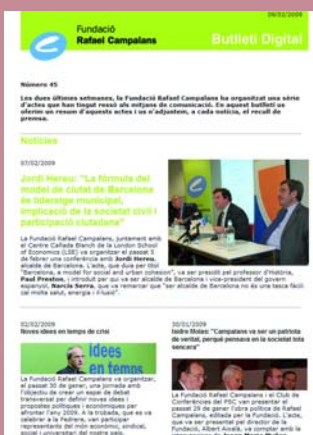 09/02/2009
Fundació
Rafael Campalans
Butlletí Digital
Número 45
Les dues últimes setmanes, la Fundació Rafael Campalans ha organitzat una sèrie
d'actes que han tingut ressò als mitjans de comunicació. En aquest butlletí us
oferim un resum d'aquests actes i us n'adjuntem, a cada notícia, el recull de
premsa.
Notícies
07/02/2009
Jordi Hereu: "La fórmula del
model de ciutat de Barcelona
és lideratge municipal,
implicació de la societat civil i
participació ciutadana"
La Fundació Rafael Campalans, juntament amb
el Centre Cañada Blanch de la London School
of Economics (LSE) va organitzar el passat 3
de febrer una conferència amb Jordi Hereu,
alcalde de Barcelona. L'acte, que duia per títol
"Barcelona, a model for social and urban cohesion", va ser presidit pel professor d'Història,
Paul Preston, i introduït per qui va ser alcalde de Barcelona i vice-president del govern
espanyol, Narcís Serra, que va remarcar que "ser alcalde de Barcelona no és una tasca fàcil:
cal molta salut, energia i il·lusió".
02/02/2009
Noves idees en temps de crisi
idees
en temps
La Fundació Rafael Campalans va organitzar,
el passat 30 de gener, una jornada amb
l'objectiu de crear un espai de debat
transversal per definir noves idees i
propostes polítiques i econòmiques per
afrontar l'any 2009. A la trobada, que es va
celebrar a la Pedrera, van participar
representants del món econòmic, sindical,
social i universitari del nostre país.
30/01/2009
Isidre Molas: "Campalans va ser un patriota
de veritat, perquè pensava en la societat tota
sencera"
La Fundació Rafael Campalans i el Club de
Conferències del PSC van presentar el
passat 29 de gener l'obra política de Rafael
Campalans, editada per la Fundació. L'acte,
que va ser presentat pel director de la
Fundació, Albert Aixalà, va comptar amb la